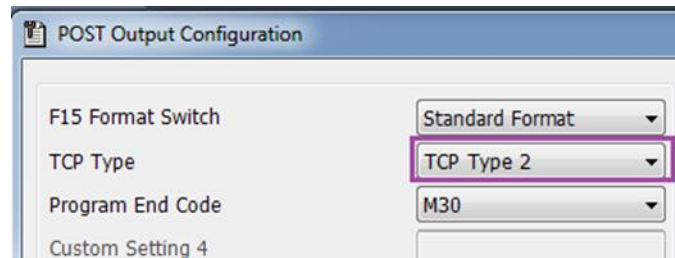 POST Output Configuration
F15 Format Switch Standard Format
TCP Type TCP Type 2
Program End Code M30
Custom Setting 4